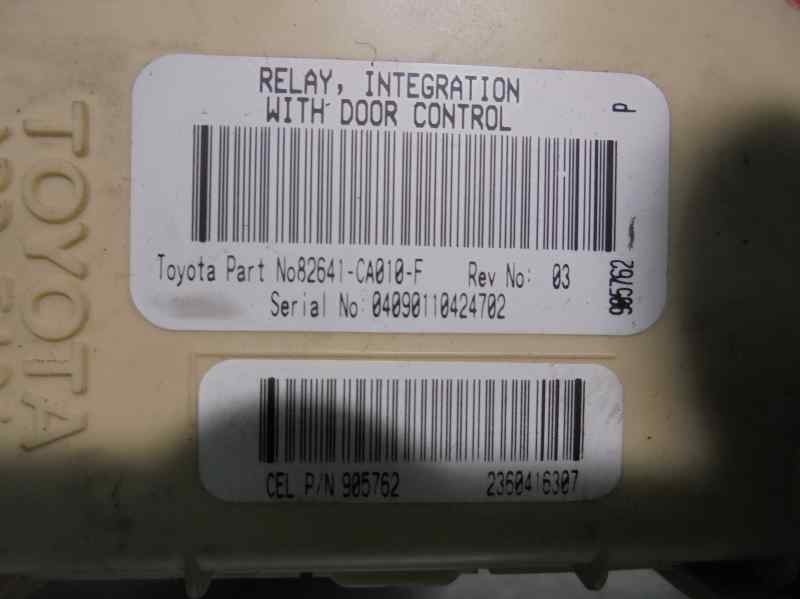 RELAY, INTEGRATION
WITH DOOR CONTROL
P
Toyota Part No82641-CA010-F Rev No: 03
Serial No: 04090110424702
905762
CEL P/N 905762 2360416307
TOYOTA